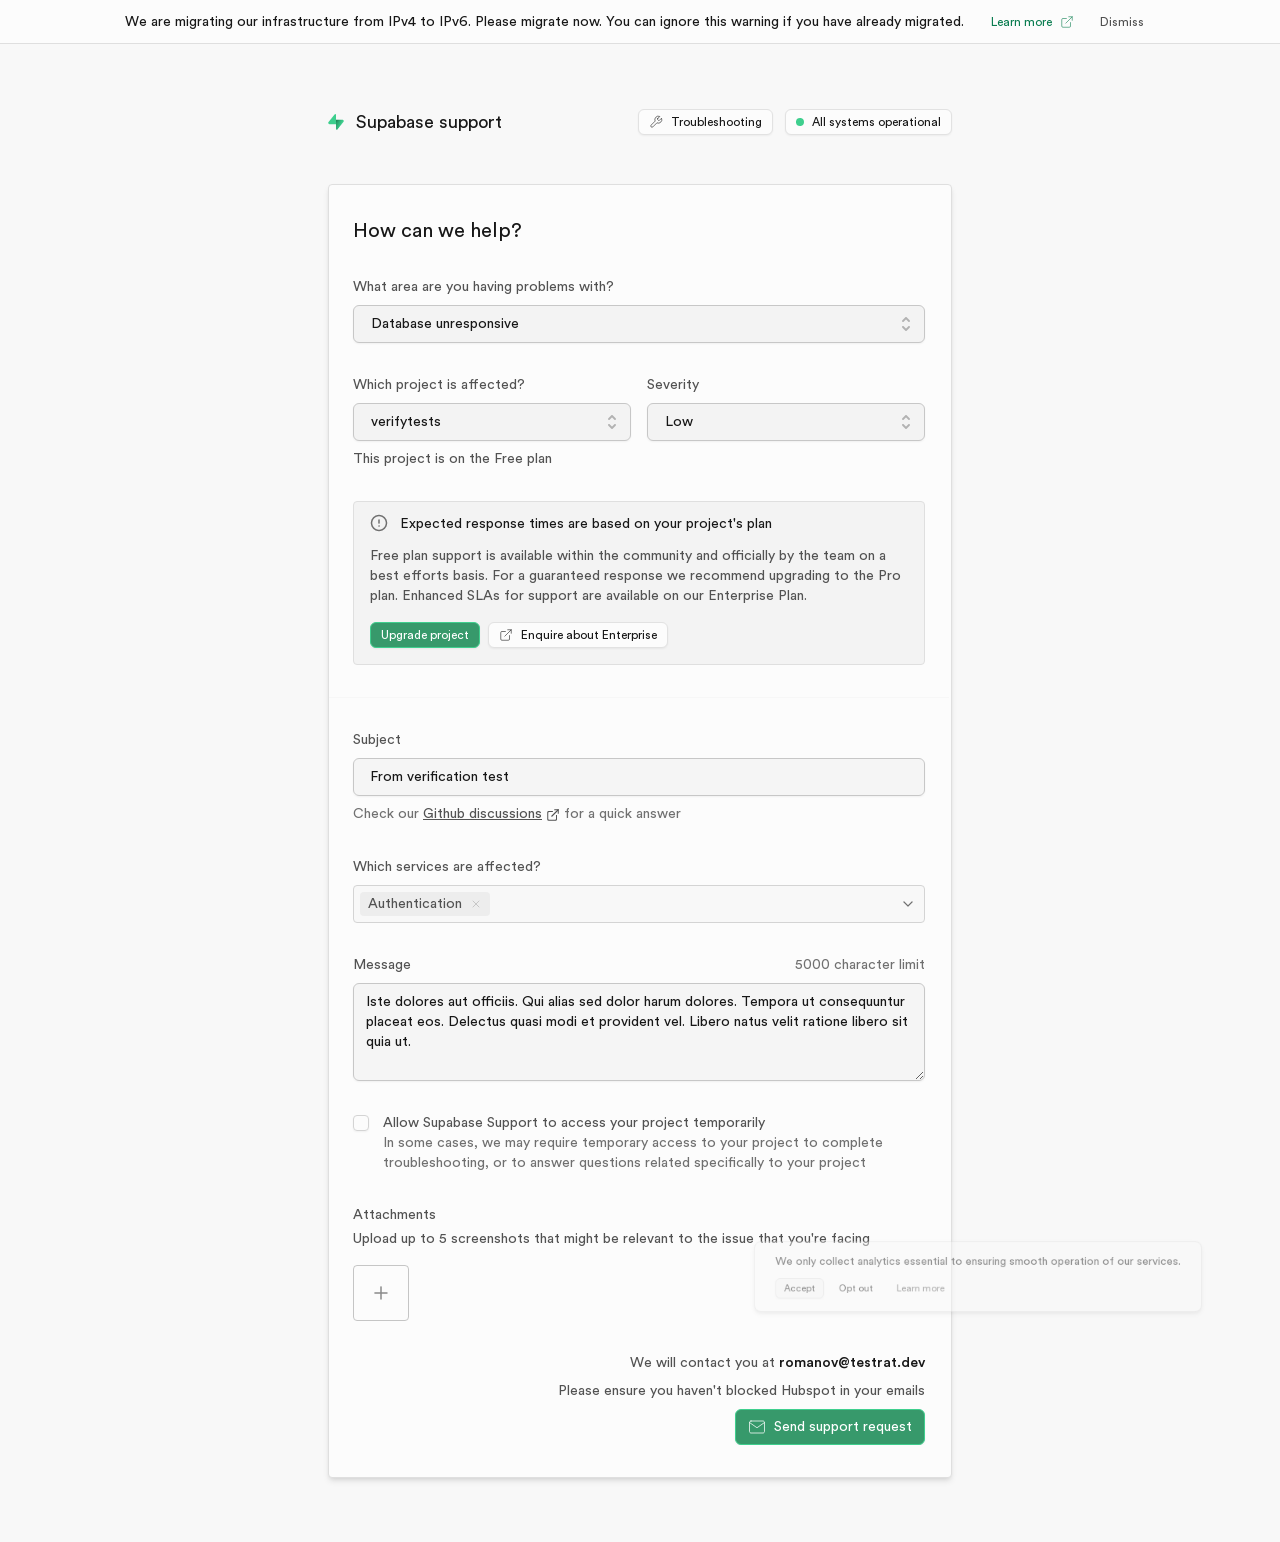 We are migrating our infrastructure from IPv4 to IPv6. Please migrate now. You can ignore this warning if you have already migrated. Learn more Dismiss
Supabase support Troubleshooting All systems operational
How can we help?
What area are you having problems with?
Database unresponsive
Which project is affected? Severity
verifytests Low
This project is on the Free plan
Expected response times are based on your project's plan
Free plan support is available within the community and officially by the team on a
best efforts basis. For a guaranteed response we recommend upgrading to the Pro
plan. Enhanced SLAs for support are available on our Enterprise Plan.
Upgrade project Enquire about Enterprise
Subject
From verification test
Check our Github discussions for a quick answer
Which services are affected?
Authentication
Message 5000 character limit
Iste dolores aut officiis. Qui alias sed dolor harum dolores. Tempora ut consequuntur
placeat eos. Delectus quasi modi et provident vel. Libero natus velit ratione libero sit
quia ut.
Allow Supabase Support to access your project temporarily
In some cases, we may require temporary access to your project to complete
troubleshooting, or to answer questions related specifically to your project
Attachments
Upload up to 5 screenshots that might be relevant to the issue that you're facing
We only collect analytics essential to ensuring smooth operation of our services.
Accept Opt out Learn more
We will contact you at romanov@testrat.dev
Please ensure you haven't blocked Hubspot in your emails
Send support request